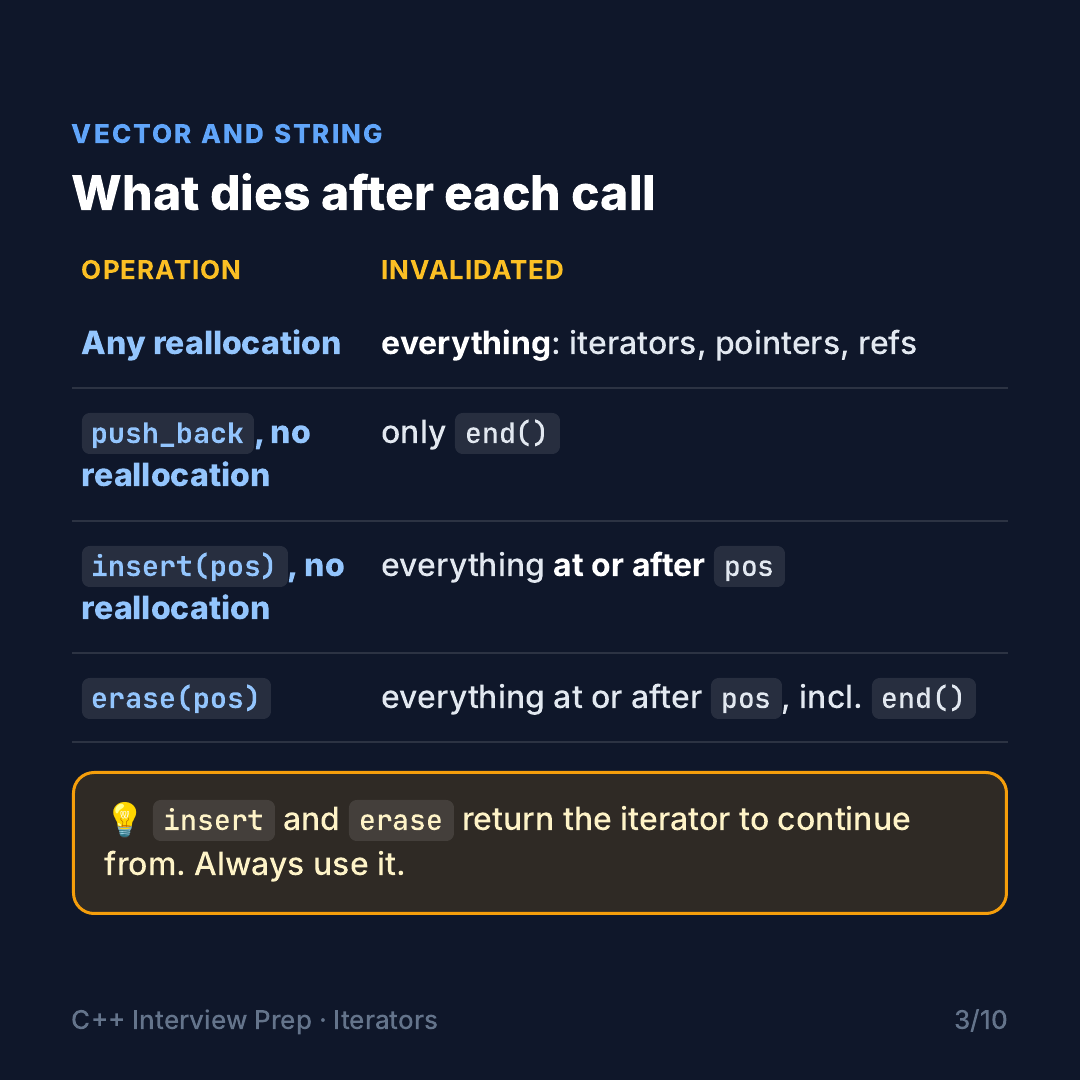 VECTOR AND STRING
What dies after each call
OPERATION INVALIDATED
Any reallocation everything: iterators, pointers, refs
push_back, no only end()
reallocation
insert(pos), no everything at or after pos
reallocation
erase(pos) everything at or after pos, incl. end()
💡 insert and erase return the iterator to continue
from. Always use it.
C++ Interview Prep · Iterators 3/10